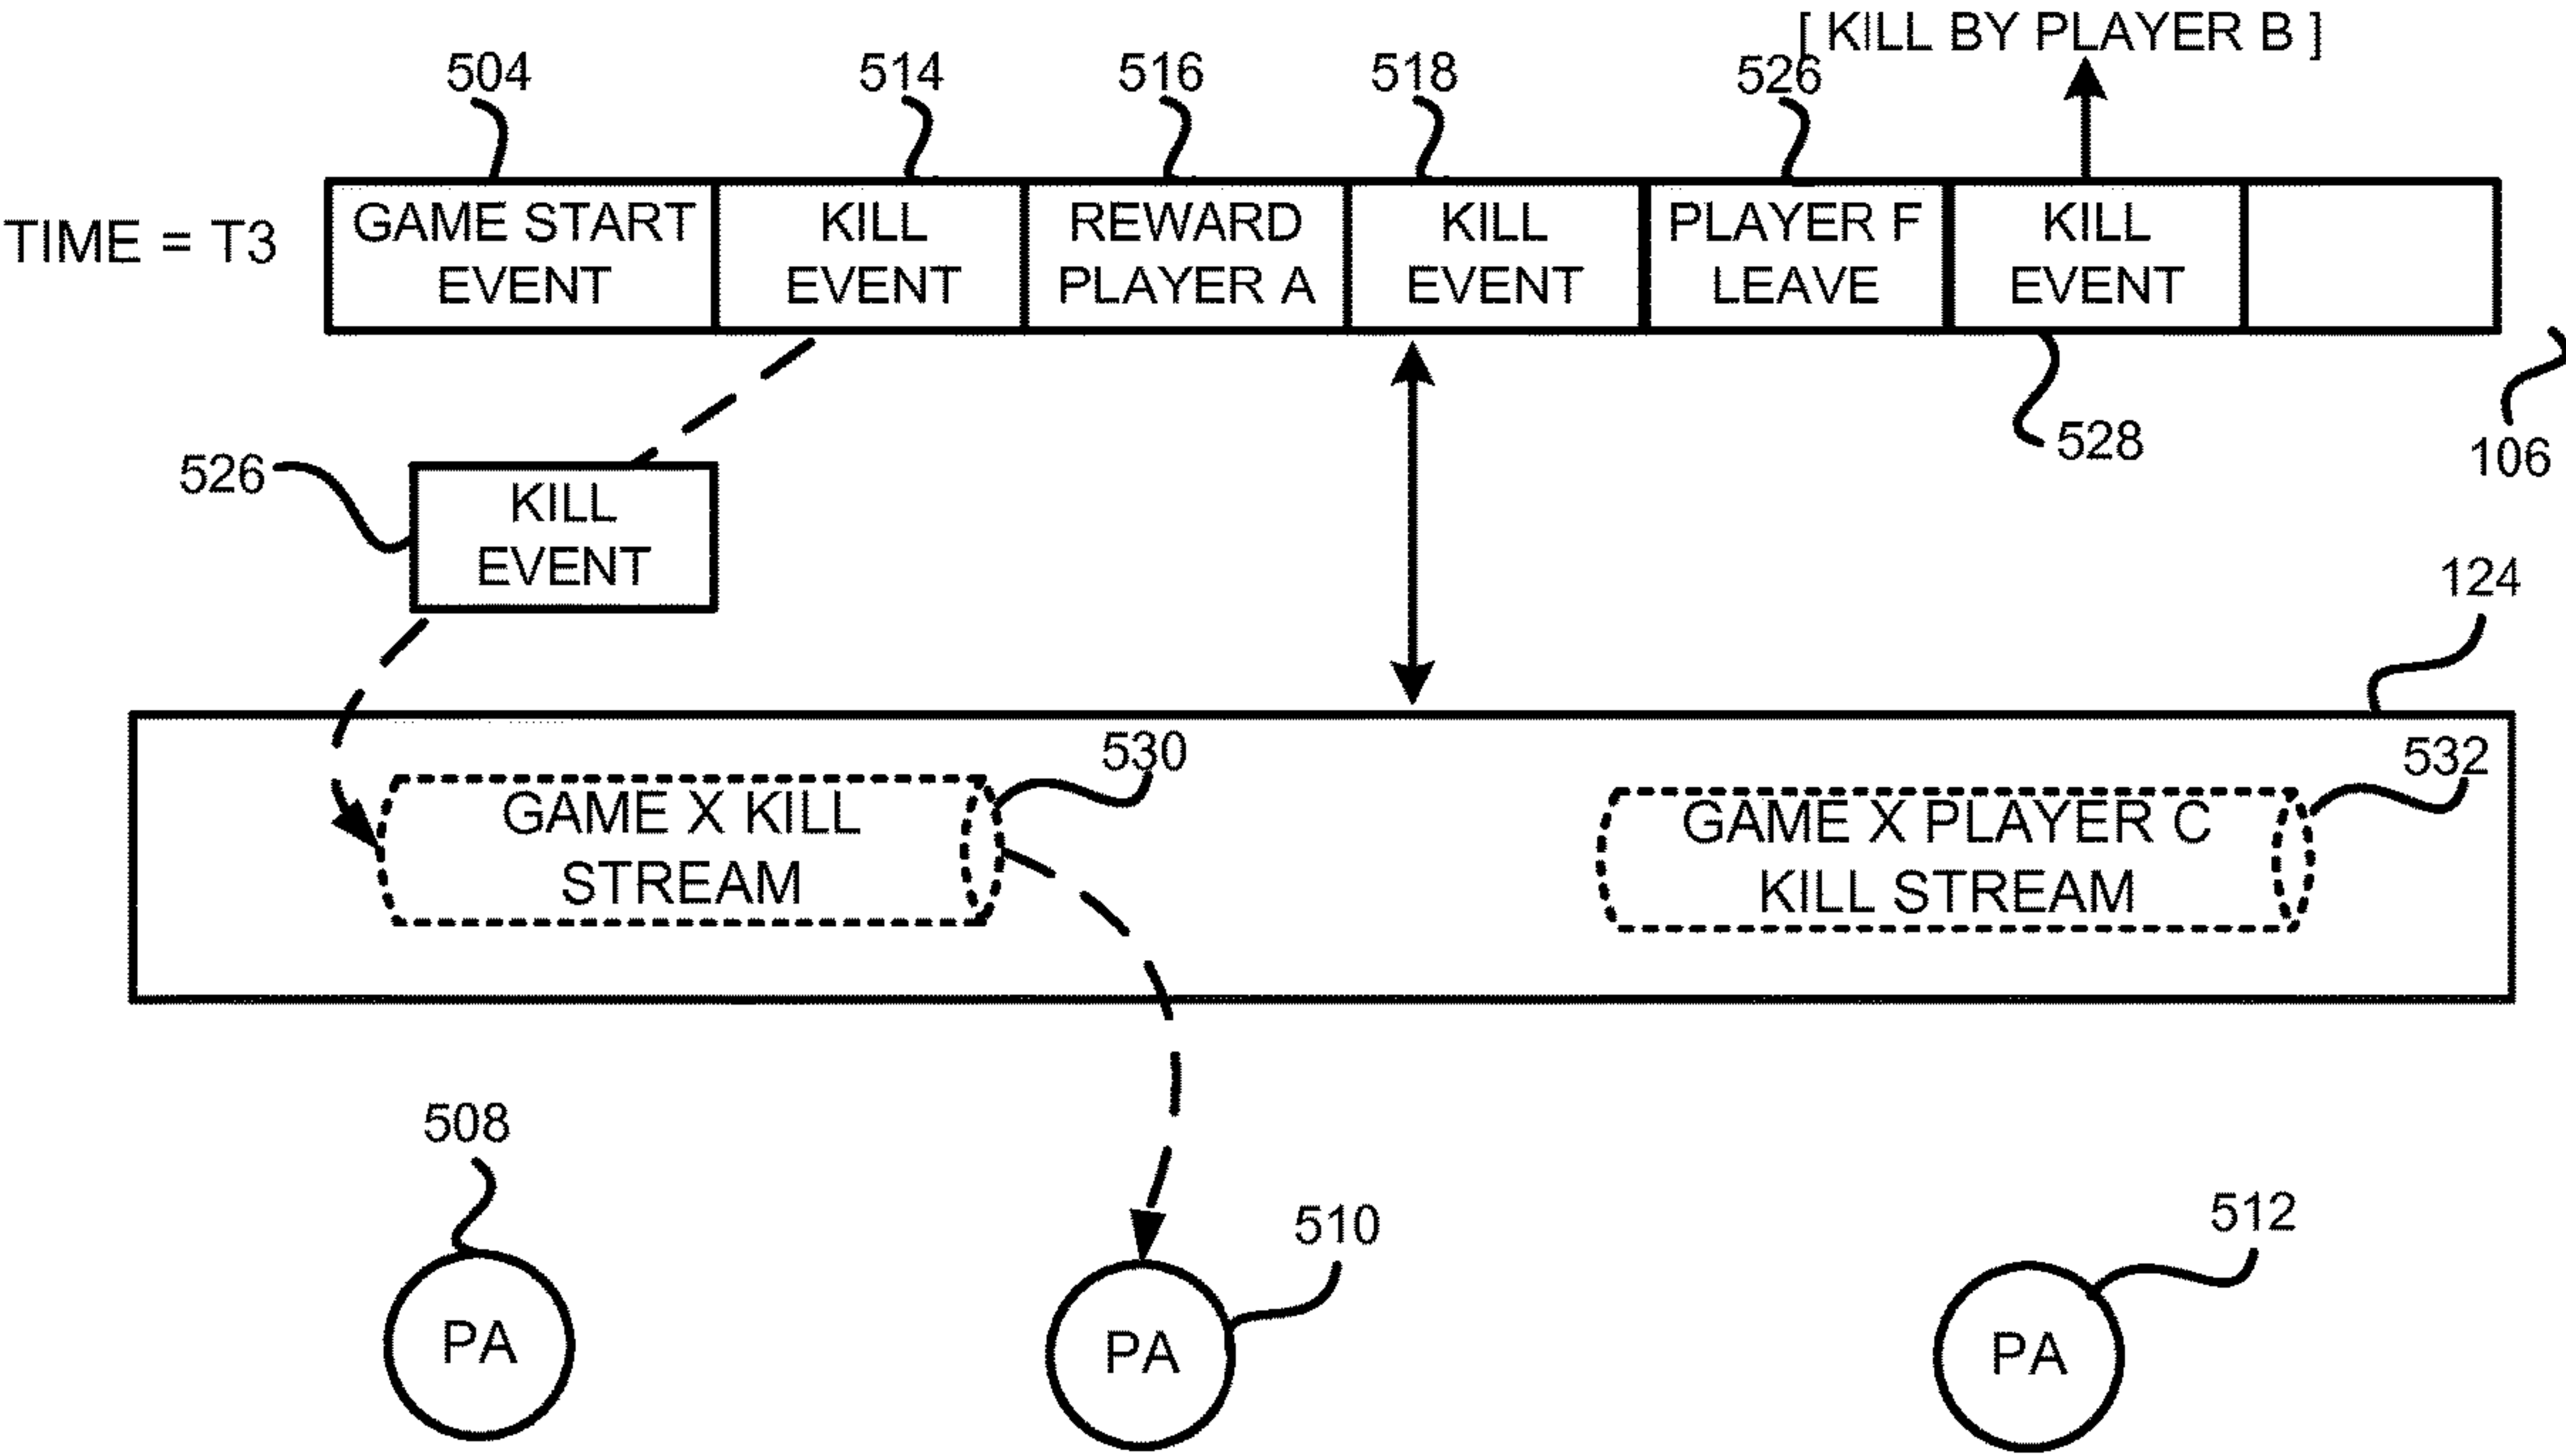 [ KILL BY PLAYER B ]
504
514
516
518
526
TIME = T3
GAME START
EVENT
KILL
EVENT
REWARD
PLAYER A
KILL
EVENT
PLAYER F
LEAVE
KILL
EVENT
528
106
526
KILL
EVENT
124
530
532
GAME X KILL
STREAM
GAME X PLAYER C
KILL STREAM
508
510
512
PA
PA
PA